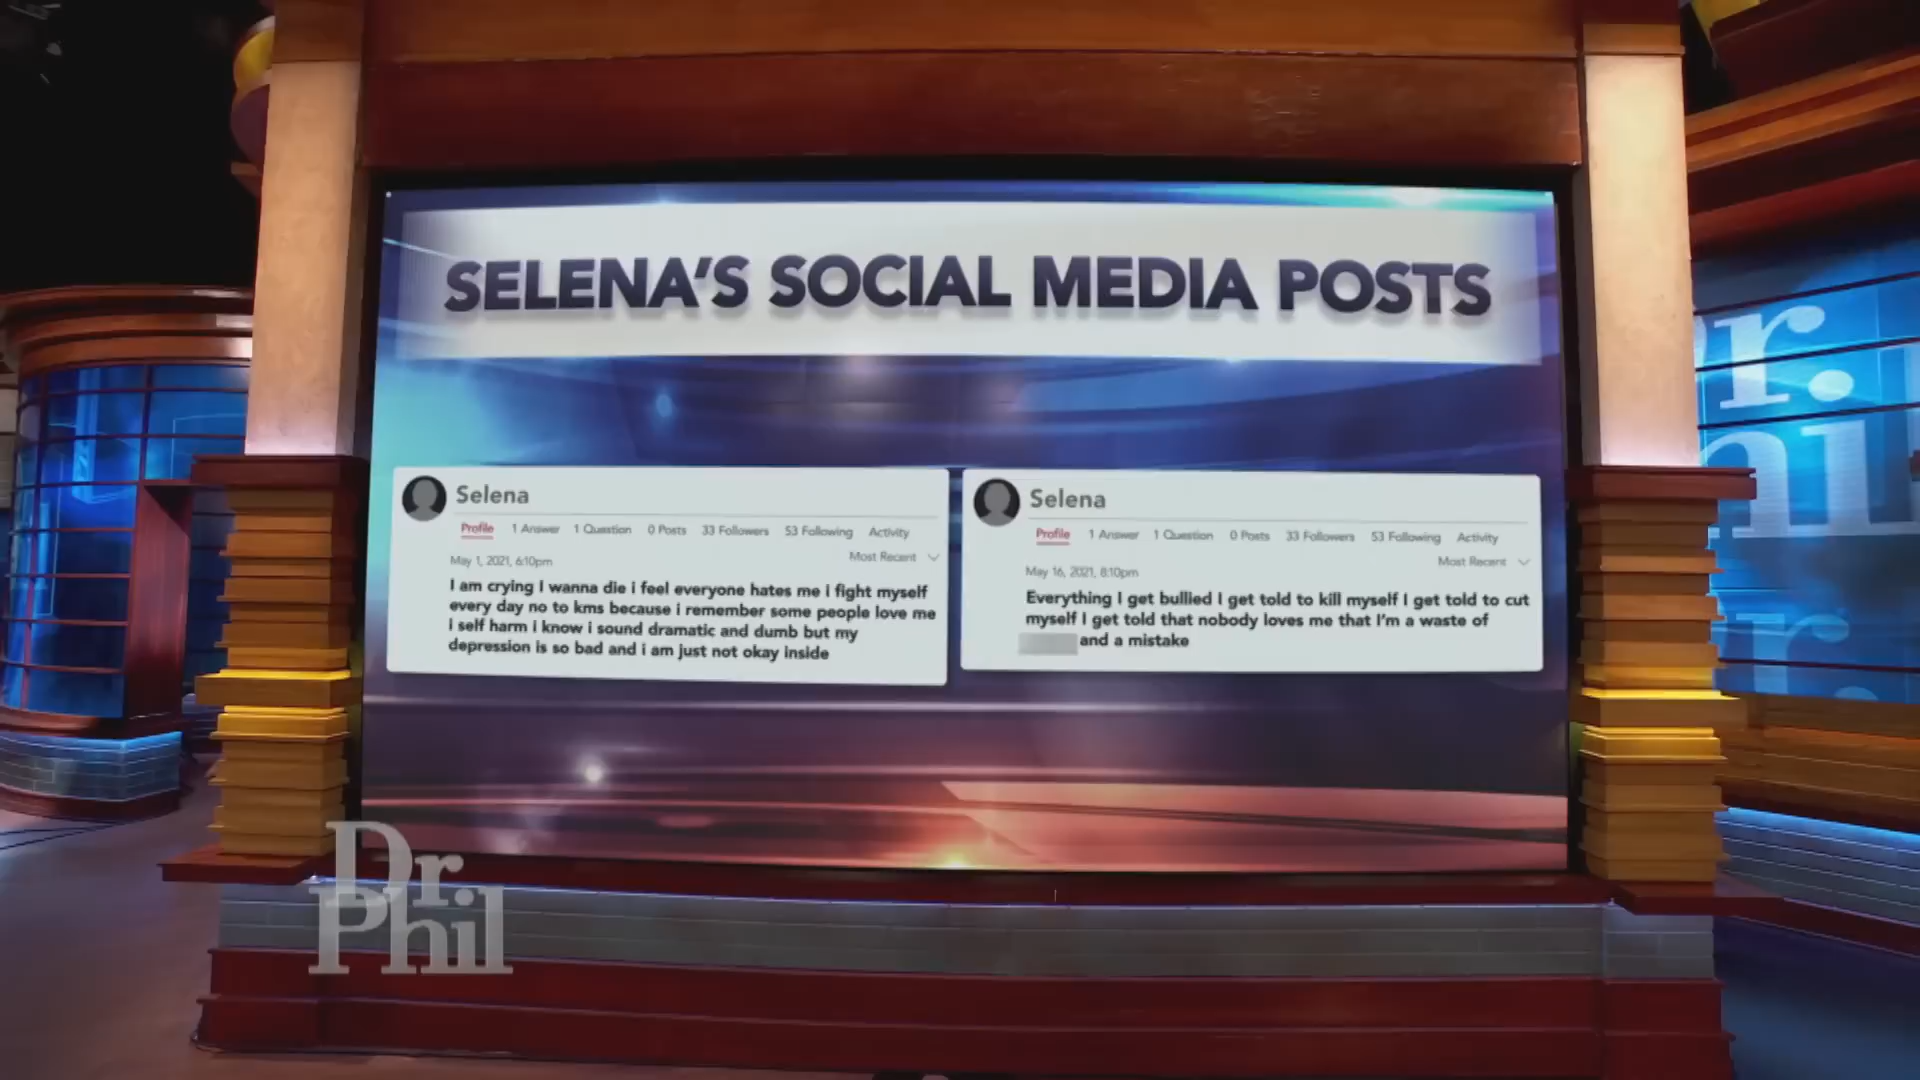 SELENA'S SOCIAL MEDIA POSTS
Selena
Profile 1 Answer 1 Question 0 Posts 33 Followers 53 Following Activity
Most Recent
May 1, 2021, 6:10pm
I am crying I wanna die i feel everyone hates me i fight myself
every day no to kms because i remember some people love me
I self harm i know i sound dramatic and dumb but my
depression is so bad and i am just not okay inside
Selena
Profile 1 Answer 1 Question 0 Posts 33 Followers 53 Following Activity
Most Recent
May 16, 2021, 8:10pm
Everything I get bullied I get told to kill myself I get told to cut
myself I get told that nobody loves me that I'm a waste of
and a mistake
Dr.
Phil